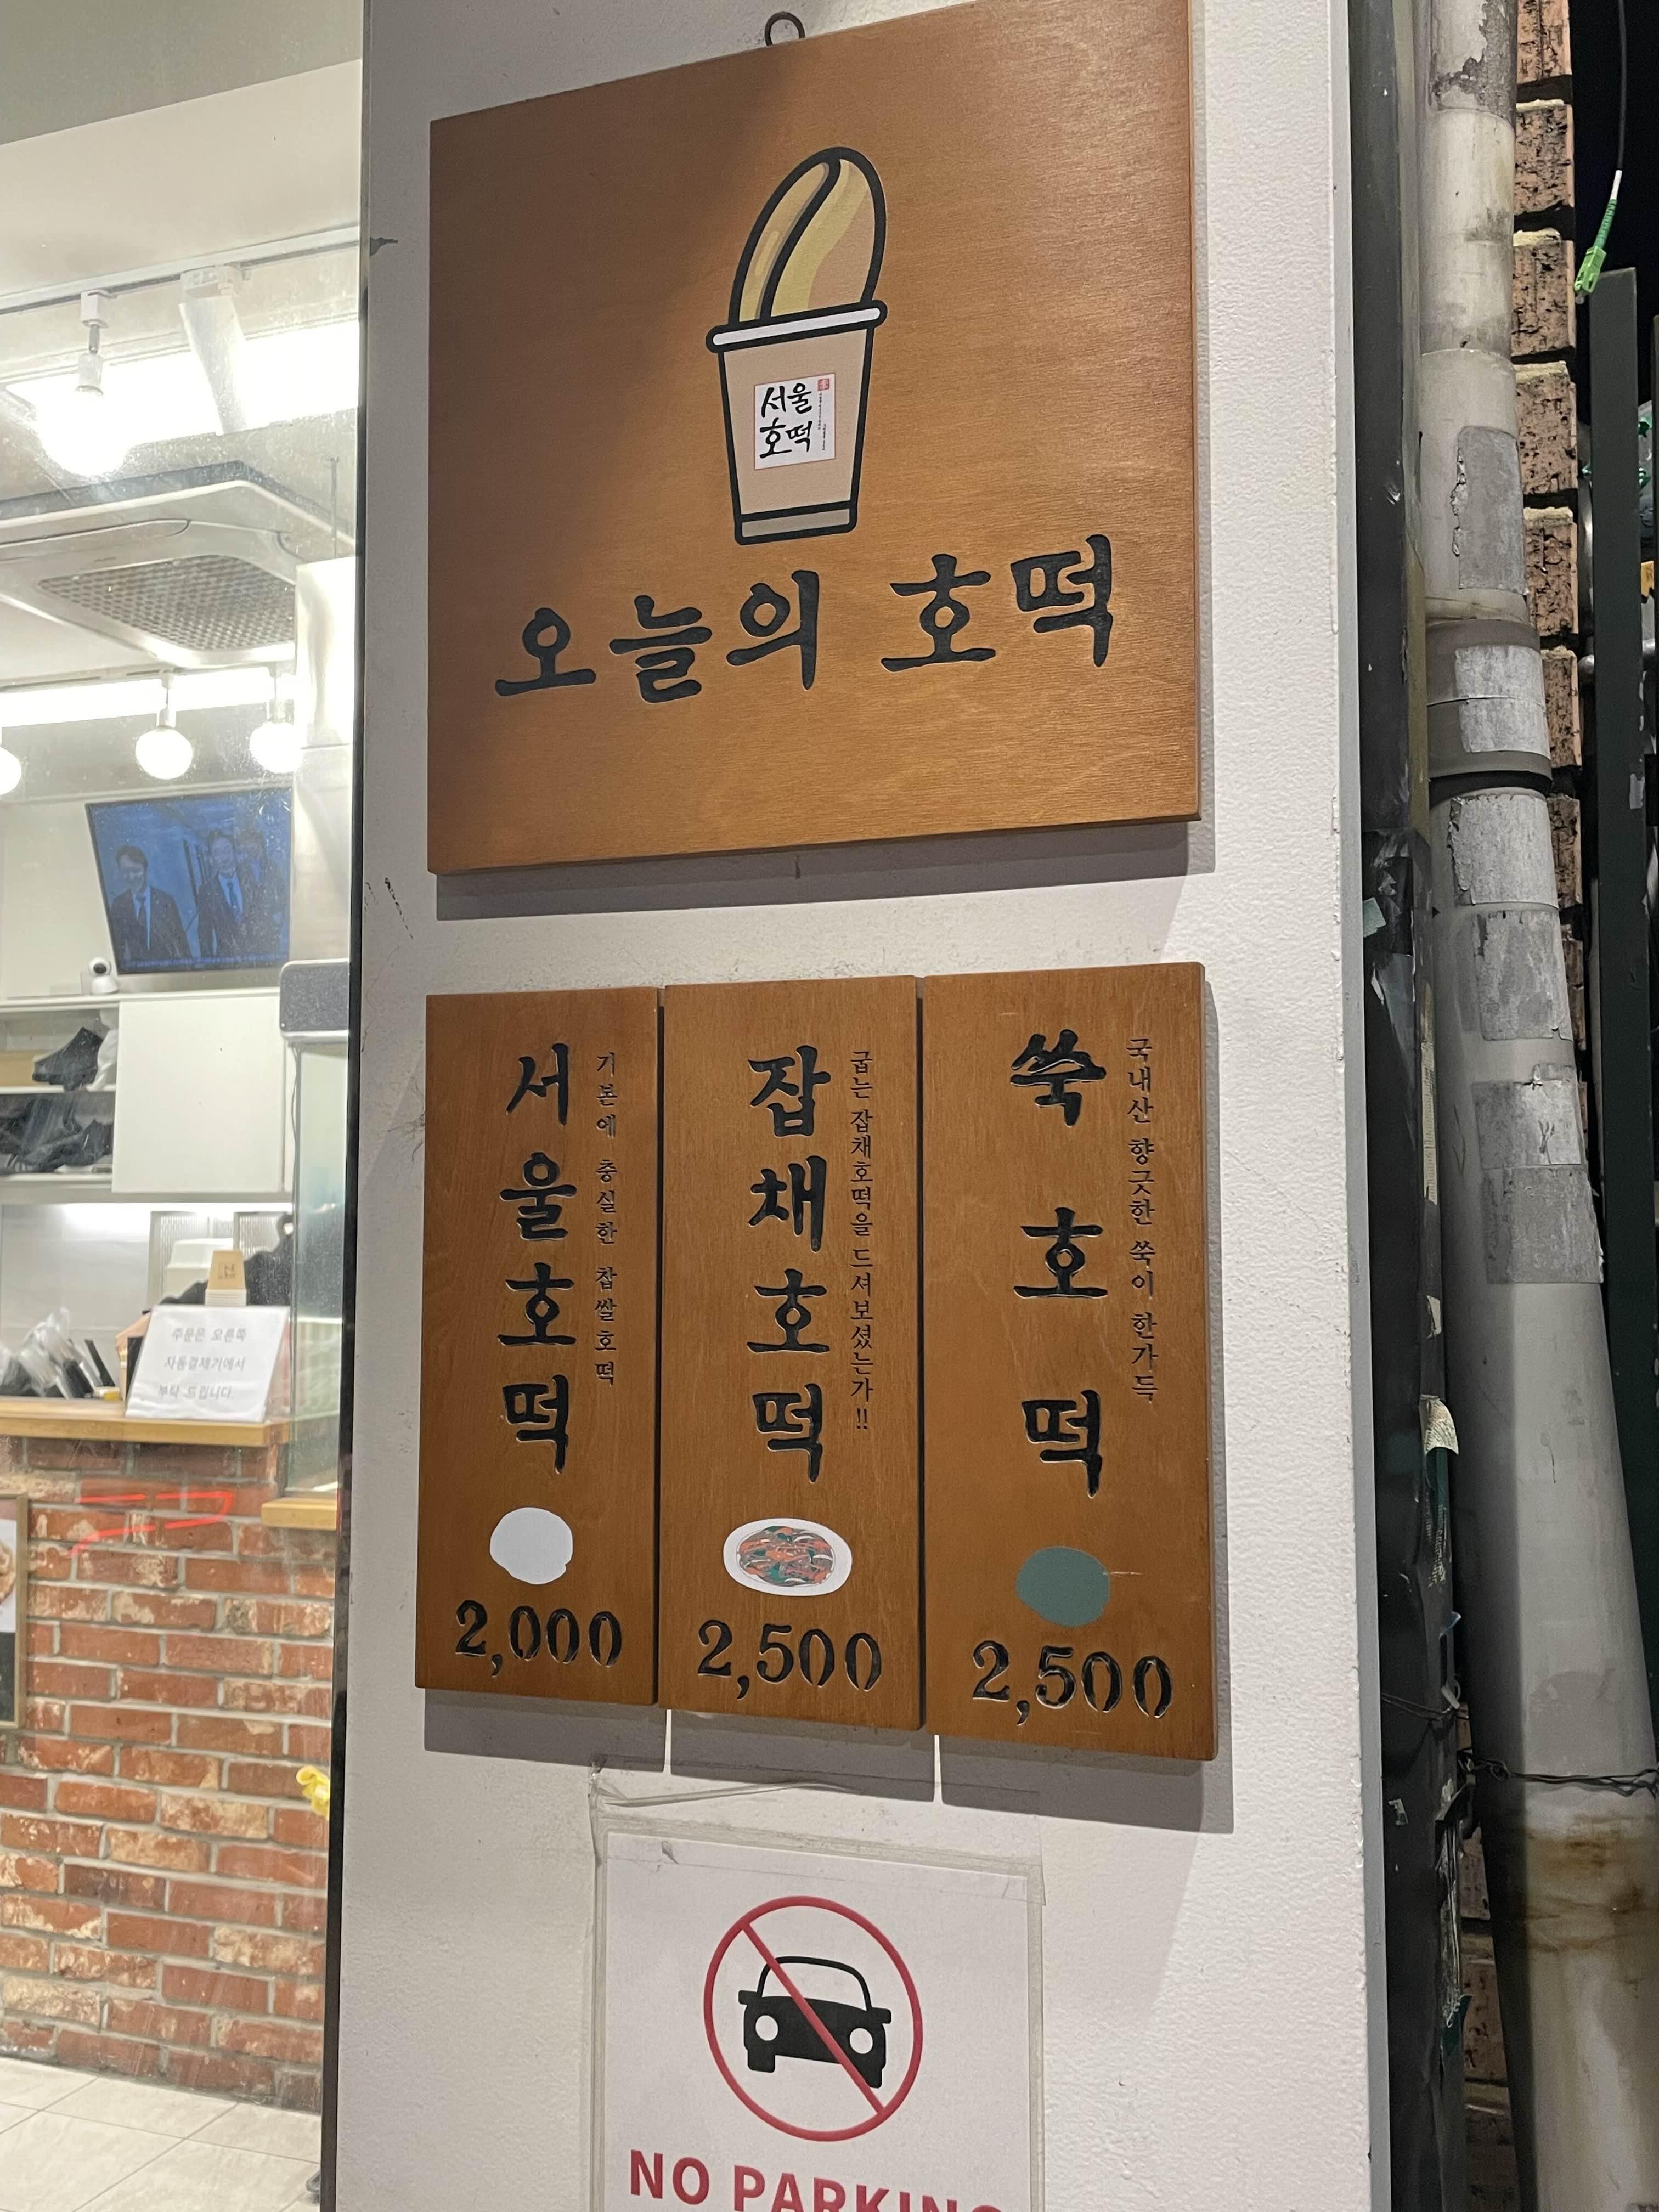 서울
호떡
오늘의 호떡
서울호떡
기본에 충실한 찹쌀호떡
2,000
잡채호떡
굽는 잡채호떡을 드셔보셨는가!!
2,500
쑥호떡
국내산 향긋한 쑥이 한가득
2,500
주문은 오른쪽
자동결제기에서
부탁 드립니다.
NO PARKING